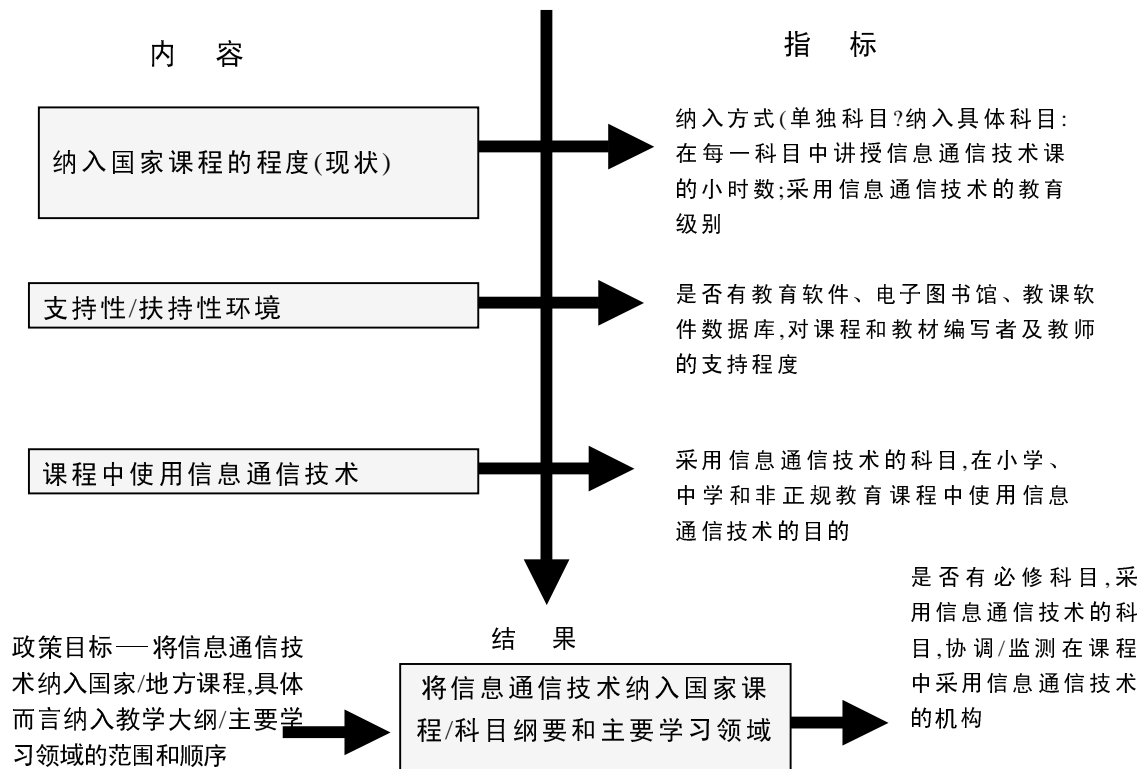 内 容
指 标
纳入国家课程的程度(现状)
纳入方式(单独科目?纳入具体科目:
在每一科目中讲授信息通信技术课
的小时数;采用信息通信技术的教育
级别
支持性/扶持性环境
是否有教育软件、电子图书馆、教课软
件数据库,对课程和教材编写者及教师
的支持程度
课程中使用信息通信技术
采用信息通信技术的科目,在小学、
中学和非正规教育课程中使用信息
通信技术的目的
政策目标──将信息通信技
术纳入国家/地方课程,具体
而言纳入教学大纲/主要学
习领域的范围和顺序
结 果
将信息通信技术纳入国家课
程/科目纲要和主要学习领域
是否有必修科目,采
用信息通信技术的科
目,协调/监测在课程
中采用信息通信技术
的机构